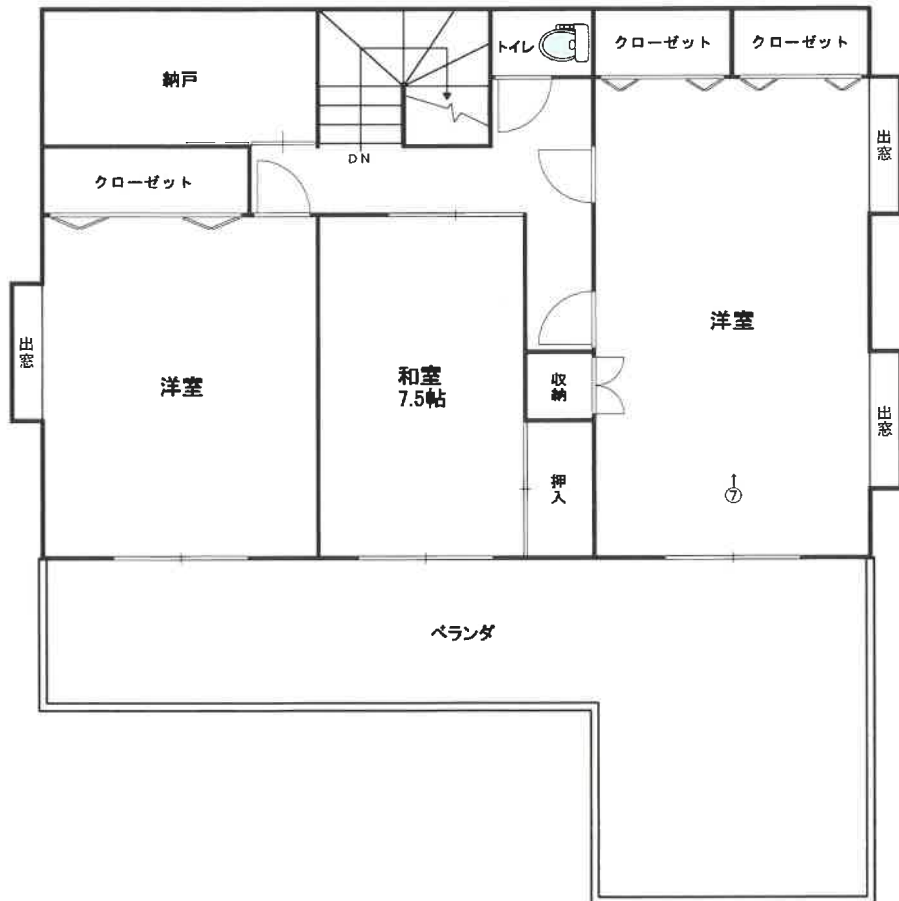 トイレ
クローゼット
クローゼット
納戸
DN
出窓
クローゼット
洋室
出窓
洋室
和室
7.5帖
収納
出窓
押入
⑦
ベランダ